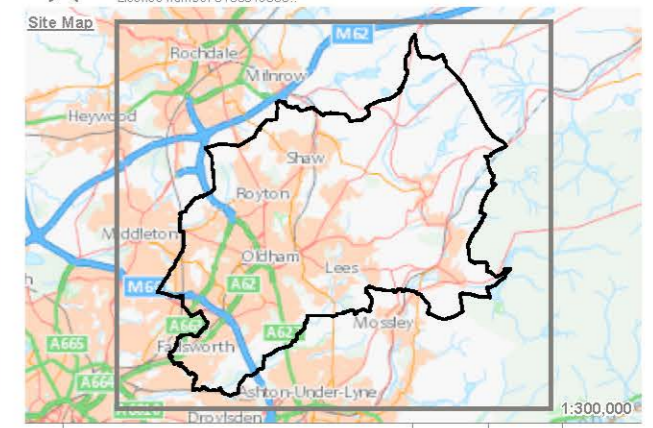 Site Map
M62
Rochdale
Milnrow
Heywood
Shaw
Royton
Middleton
Oldham
Lees
A62
A62
Mossley
Failsworth
A665
A664
Ashton-Under-Lyne
Droylsden
1:300,000